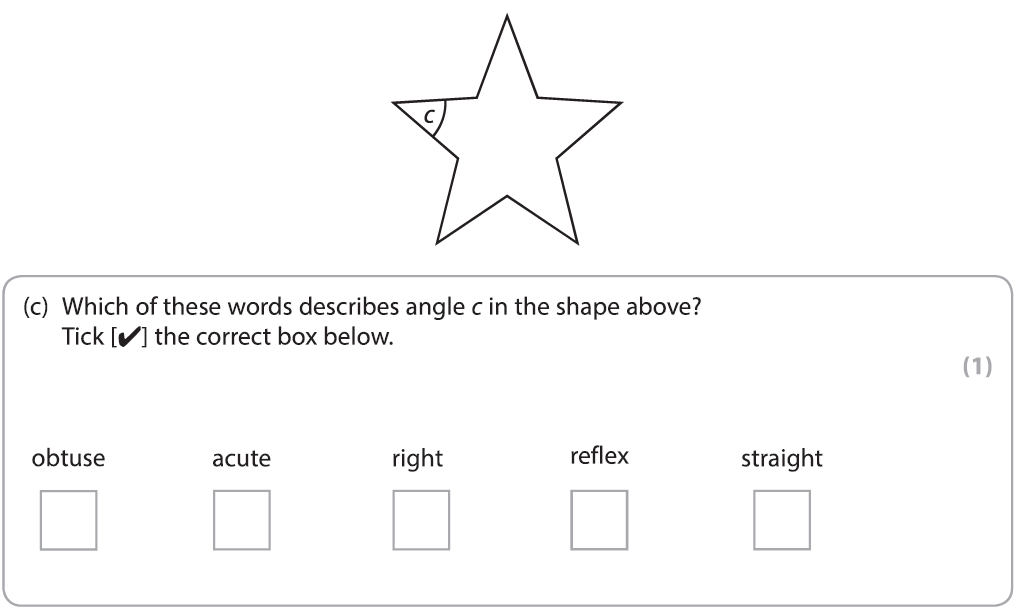 c
(c) Which of these words describes angle c in the shape above?
Tick [✔] the correct box below.
(1)
obtuse acute right reflex straight